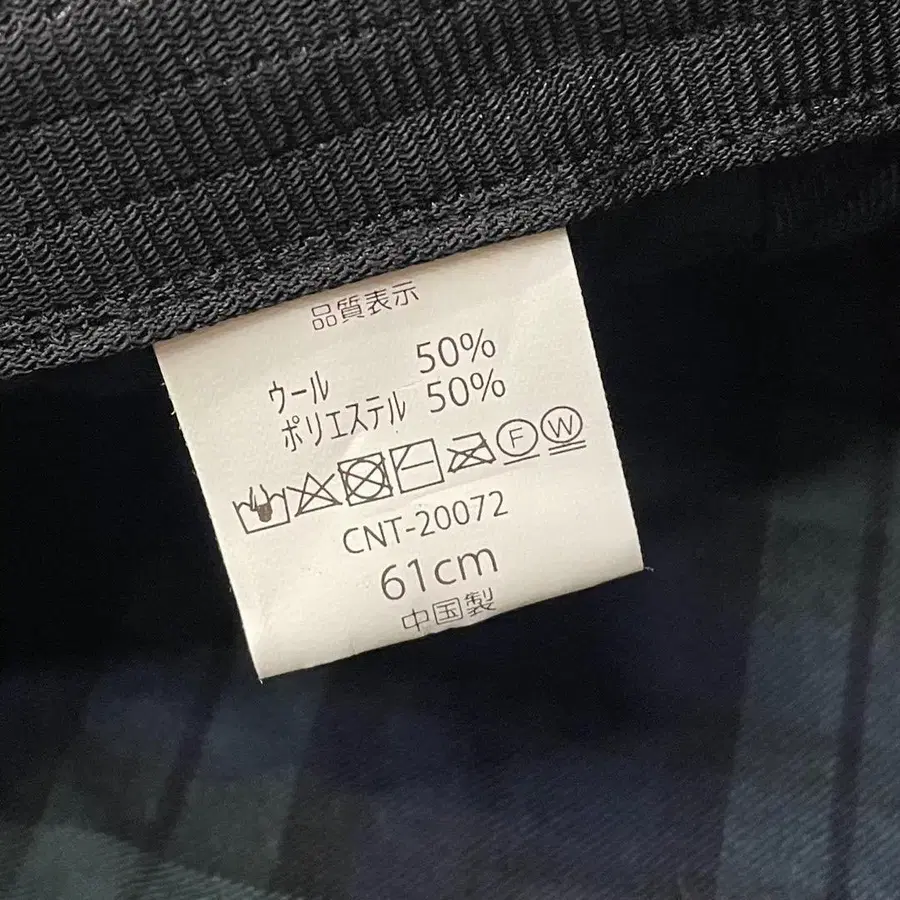 品質表示
ウール 50%
ポリエステル 50%
F W
CNT-20072
61cm
中国製